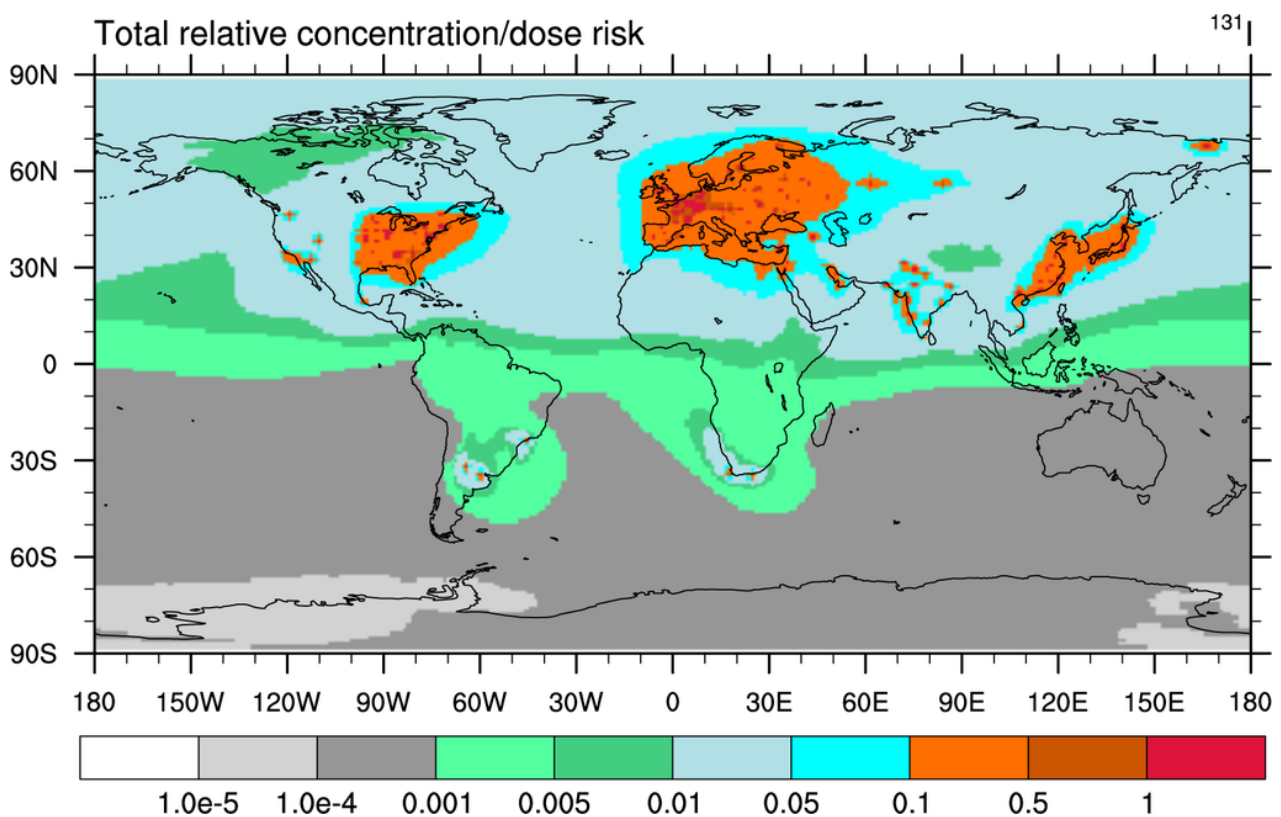 Total relative concentration/dose risk
131
I
90N
60N
30N
0
30S
60S
90S
180 150W 120W 90W 60W 30W 0 30E 60E 90E 120E 150E 180
1.0e-5 1.0e-4 0.001 0.005 0.01 0.05 0.1 0.5 1